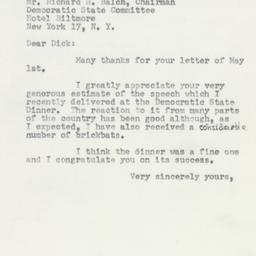 Mr. Richard H. Balch, Chairman
Democratic State Committee
Hotel Biltmore
New York 17, N. Y.
Dear Dick:
Many thanks for your letter of May
1st.
I greatly appreciate your very
generous estimate of the speech which I
recently delivered at the Democratic State
Dinner. The reaction to it from many parts
of the country has been good although, as
I expected, I have also received a considerable
number of brickbats.
I think the dinner was a fine one
and I congratulate you on its success.
Very sincerely yours,